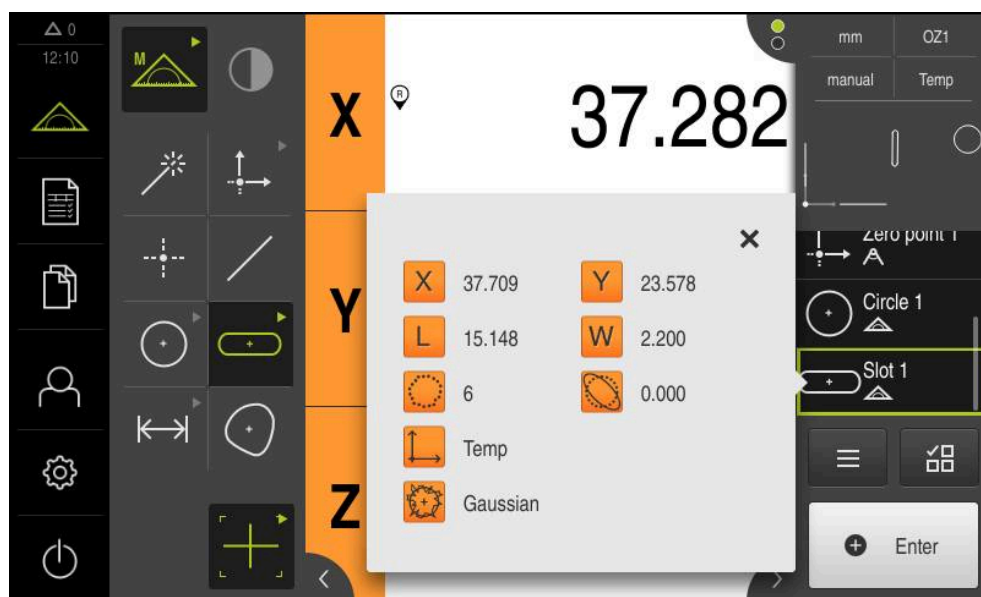 0
12:10
M
X
R
37.282
mm
OZ1
manual
Temp
Zero point 1
Circle 1
Slot 1
X 37.709 Y 23.578
L 15.148 W 2.200
6 0.000
Temp
Gaussian
Y
Z
Enter